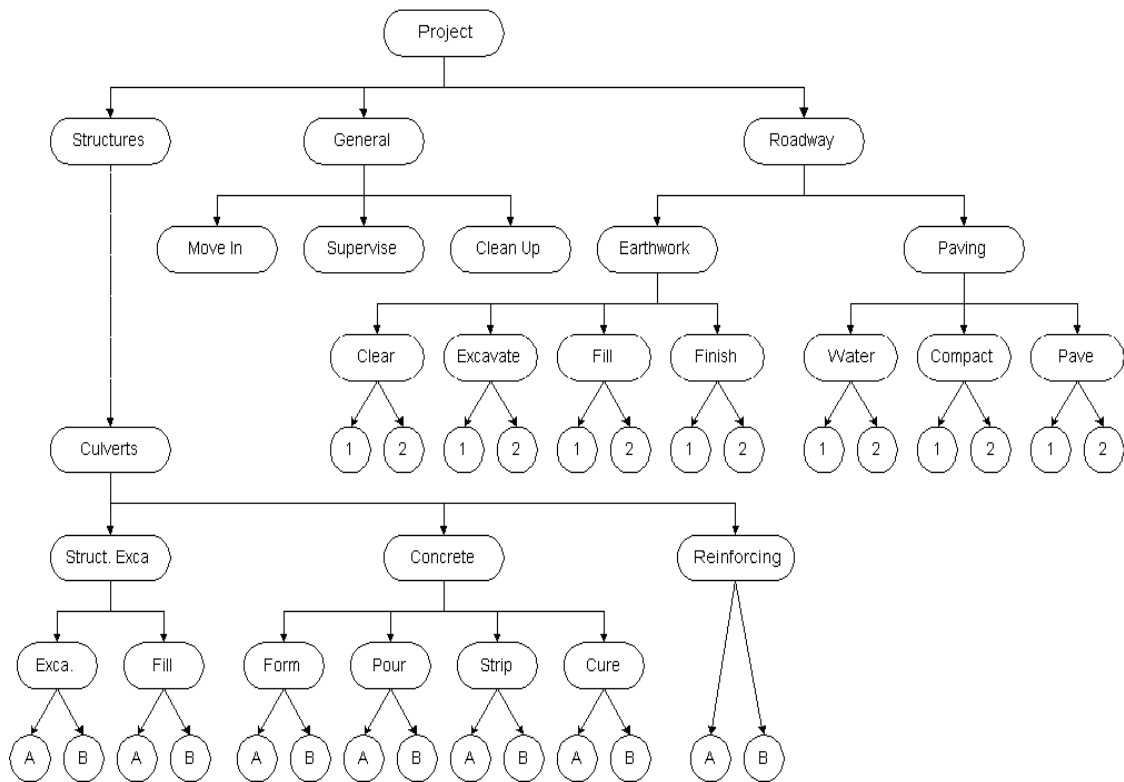 Project
Structures General Roadway
Move In Supervise Clean Up Earthwork Paving
Clear Excavate Fill Finish Water Compact Pave
1 2 1 2 1 2 1 2 1 2 1 2 1 2
Culverts
Struct. Exca Concrete Reinforcing
Exca. Fill Form Pour Strip Cure
A B A B A B A B A B A B A B